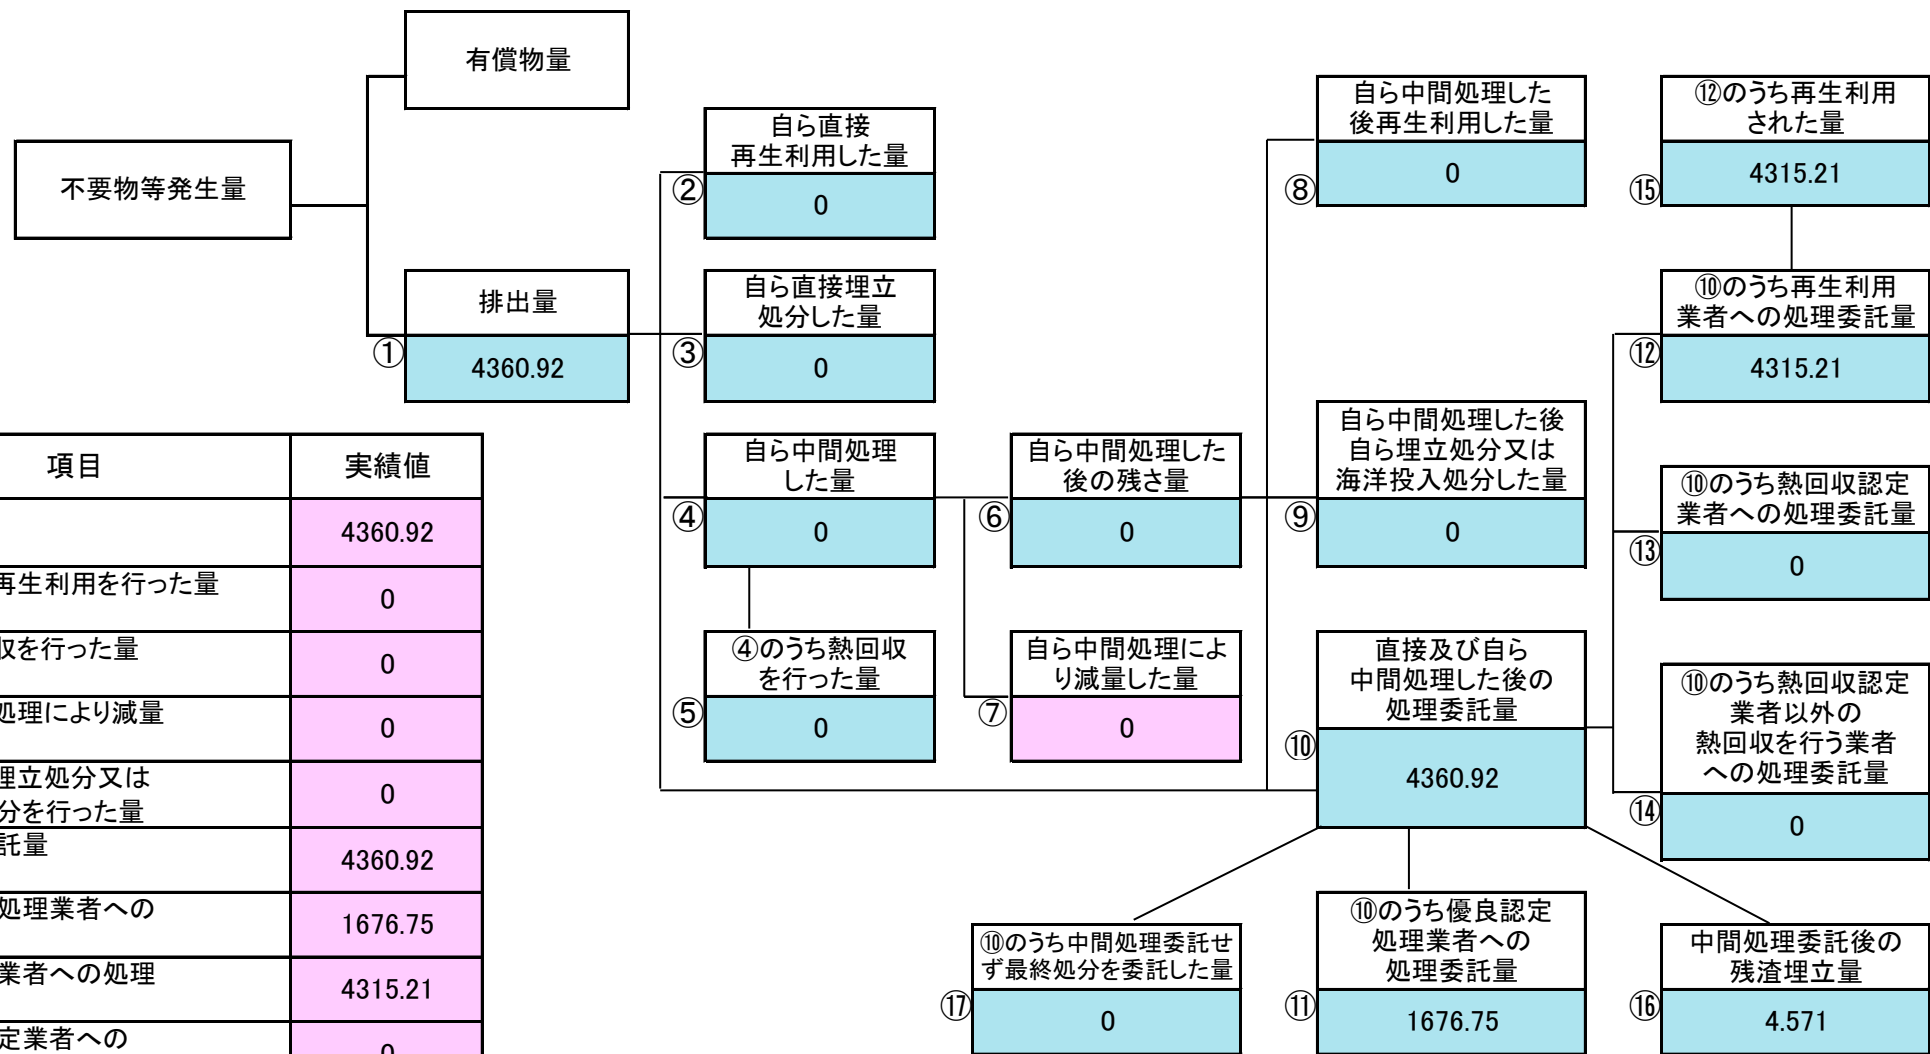 有償物量
不要物等発生量
排出量
①
4360.92
自ら直接
再生利用した量
②
0
自ら直接埋立
処分した量
③
0
自ら中間処理
した量
④
0
④のうち熱回収
を行った量
⑤
0
自ら中間処理した
後の残さ量
⑥
0
自ら中間処理によ
り減量した量
⑦
0
自ら中間処理した
後再生利用した量
⑧
0
自ら中間処理した後
自ら埋立処分又は
海洋投入処分した量
⑨
0
直接及び自ら
中間処理した後の
処理委託量
⑩
4360.92
⑫のうち再生利用
された量
⑮
4315.21
⑩のうち再生利用
業者への処理委託量
⑫
4315.21
⑩のうち熱回収認定
業者への処理委託量
⑬
0
⑩のうち熱回収認定
業者以外の
熱回収を行う業者
への処理委託量
⑭
0
⑩のうち中間処理委託せ
ず最終処分を委託した量
⑰
0
⑩のうち優良認定
処理業者への
処理委託量
⑪
1676.75
中間処理委託後の
残渣埋立量
⑯
4.571
項目 実績値
4360.92
再生利用を行った量
0
収を行った量
0
処理により減量
0
埋立処分又は
分を行った量
0
託量
4360.92
処理業者への
1676.75
業者への処理
4315.21
定業者への
0